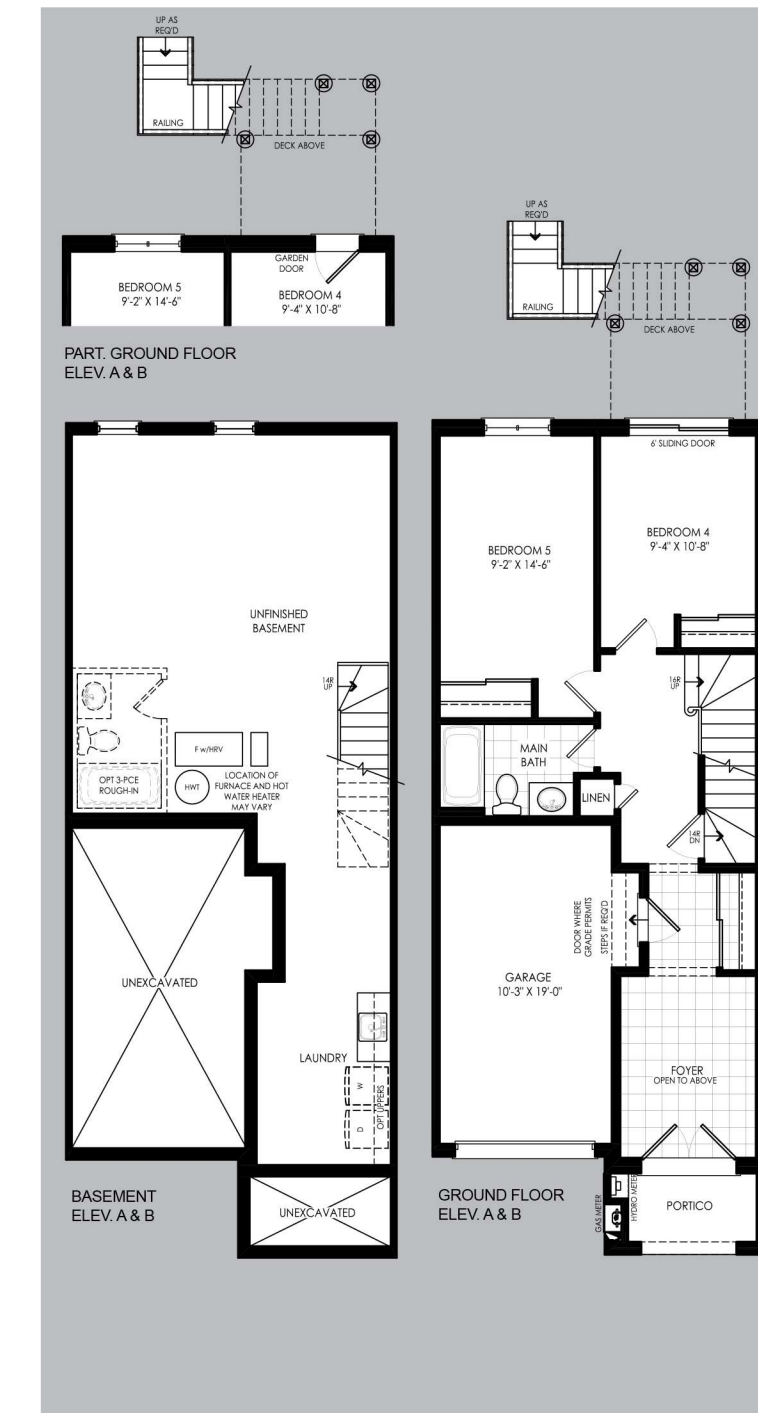 UP AS
REQ'D
RAILING
DECK ABOVE
BEDROOM 5
9'-2" X 14'-6"
GARDEN
DOOR
BEDROOM 4
9'-4" X 10'-8"
PART. GROUND FLOOR
ELEV. A & B
UNFINISHED
BASEMENT
14R
UP
OPT 3-PCE
ROUGH-IN
F w/HRV
HWT
LOCATION OF
FURNACE AND HOT
WATER HEATER
MAY VARY
UNEXCAVATED
LAUNDRY
W
D
OPT UPPERS
UNEXCAVATED
BASEMENT
ELEV. A & B
UP AS
REQ'D
RAILING
DECK ABOVE
6' SLIDING DOOR
BEDROOM 5
9'-2" X 14'-6"
BEDROOM 4
9'-4" X 10'-8"
16R
UP
MAIN
BATH
LINEN
14R
DN
DOOR WHERE
GRADE PERMITS
STEPS IF REQ'D
GARAGE
10'-3" X 19'-0"
FOYER
OPEN TO ABOVE
GAS METER
HYDRO METER
PORTICO
GROUND FLOOR
ELEV. A & B